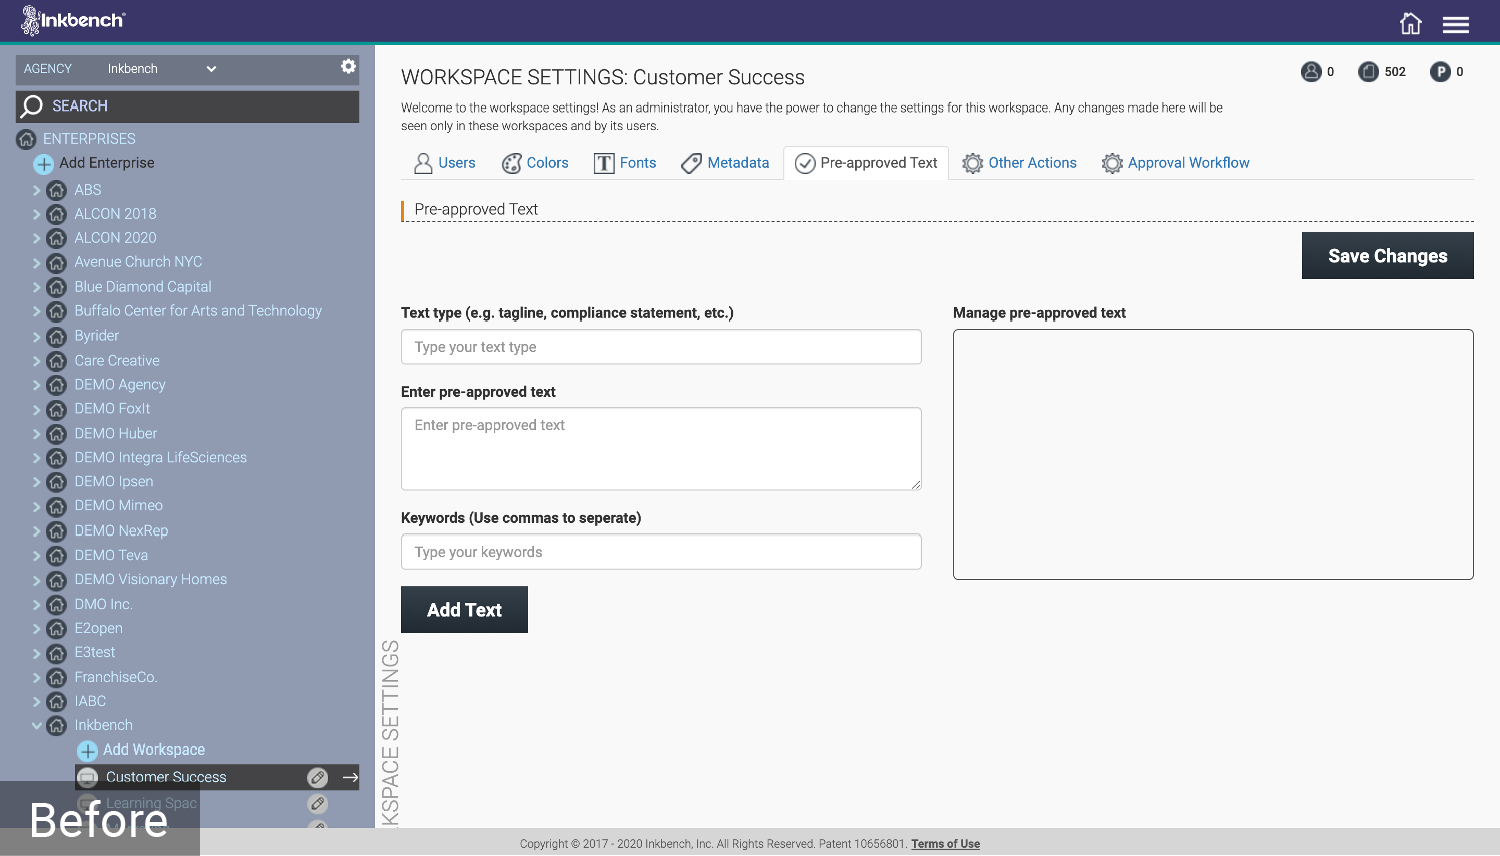 Inkbench
AGENCY Inkbench
SEARCH
ENTERPRISES
Add Enterprise
ABS
ALCON 2018
ALCON 2020
Avenue Church NYC
Blue Diamond Capital
Buffalo Center for Arts and Technology
Byrider
Care Creative
DEMO Agency
DEMO FoxIt
DEMO Huber
DEMO Integra LifeSciences
DEMO Ipsen
DEMO Mimeo
DEMO NexRep
DEMO Teva
DEMO Visionary Homes
DMO Inc.
E2open
E3test
FranchiseCo.
IABC
Inkbench
Add Workspace
Customer Success
Learning Spac
Before
KSPACE SETTINGS
WORKSPACE SETTINGS: Customer Success
0 502 P 0
Welcome to the workspace settings! As an administrator, you have the power to change the settings for this workspace. Any changes made here will be
seen only in these workspaces and by its users.
Users Colors T Fonts Metadata Pre-approved Text Other Actions Approval Workflow
Pre-approved Text
Save Changes
Text type (e.g. tagline, compliance statement, etc.)
Type your text type
Enter pre-approved text
Enter pre-approved text
Keywords (Use commas to seperate)
Type your keywords
Add Text
Manage pre-approved text
Copyright © 2017 - 2020 Inkbench, Inc. All Rights Reserved. Patent 10656801. Terms of Use